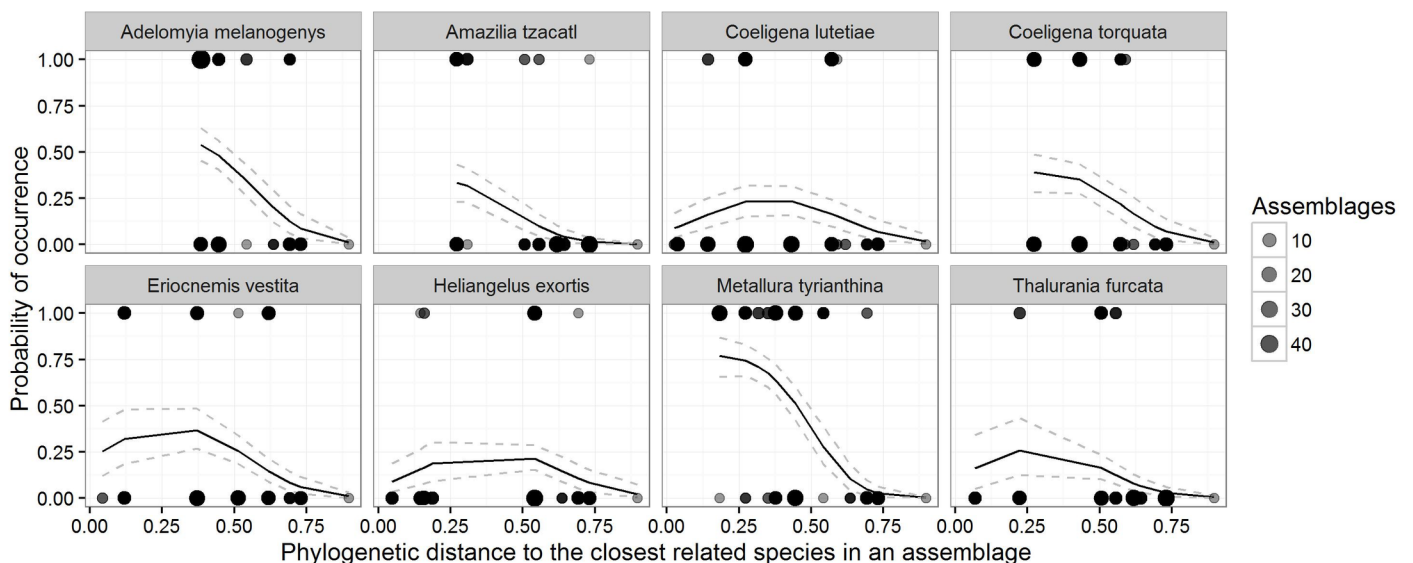 Adelomyia melanogenys
Amazilia tzacatl
Coeligena lutetiae
Coeligena torquata
1.00
0.75
0.50
0.25
0.00
Eriocnemis vestita
Heliangelus exortis
Metallura tyrianthina
Thalurania furcata
1.00
0.75
0.50
0.25
0.00
0.00 0.25 0.50 0.75
0.00 0.25 0.50 0.75
0.00 0.25 0.50 0.75
0.00 0.25 0.50 0.75
Probability of occurrence
Phylogenetic distance to the closest related species in an assemblage
Assemblages
10
20
30
40